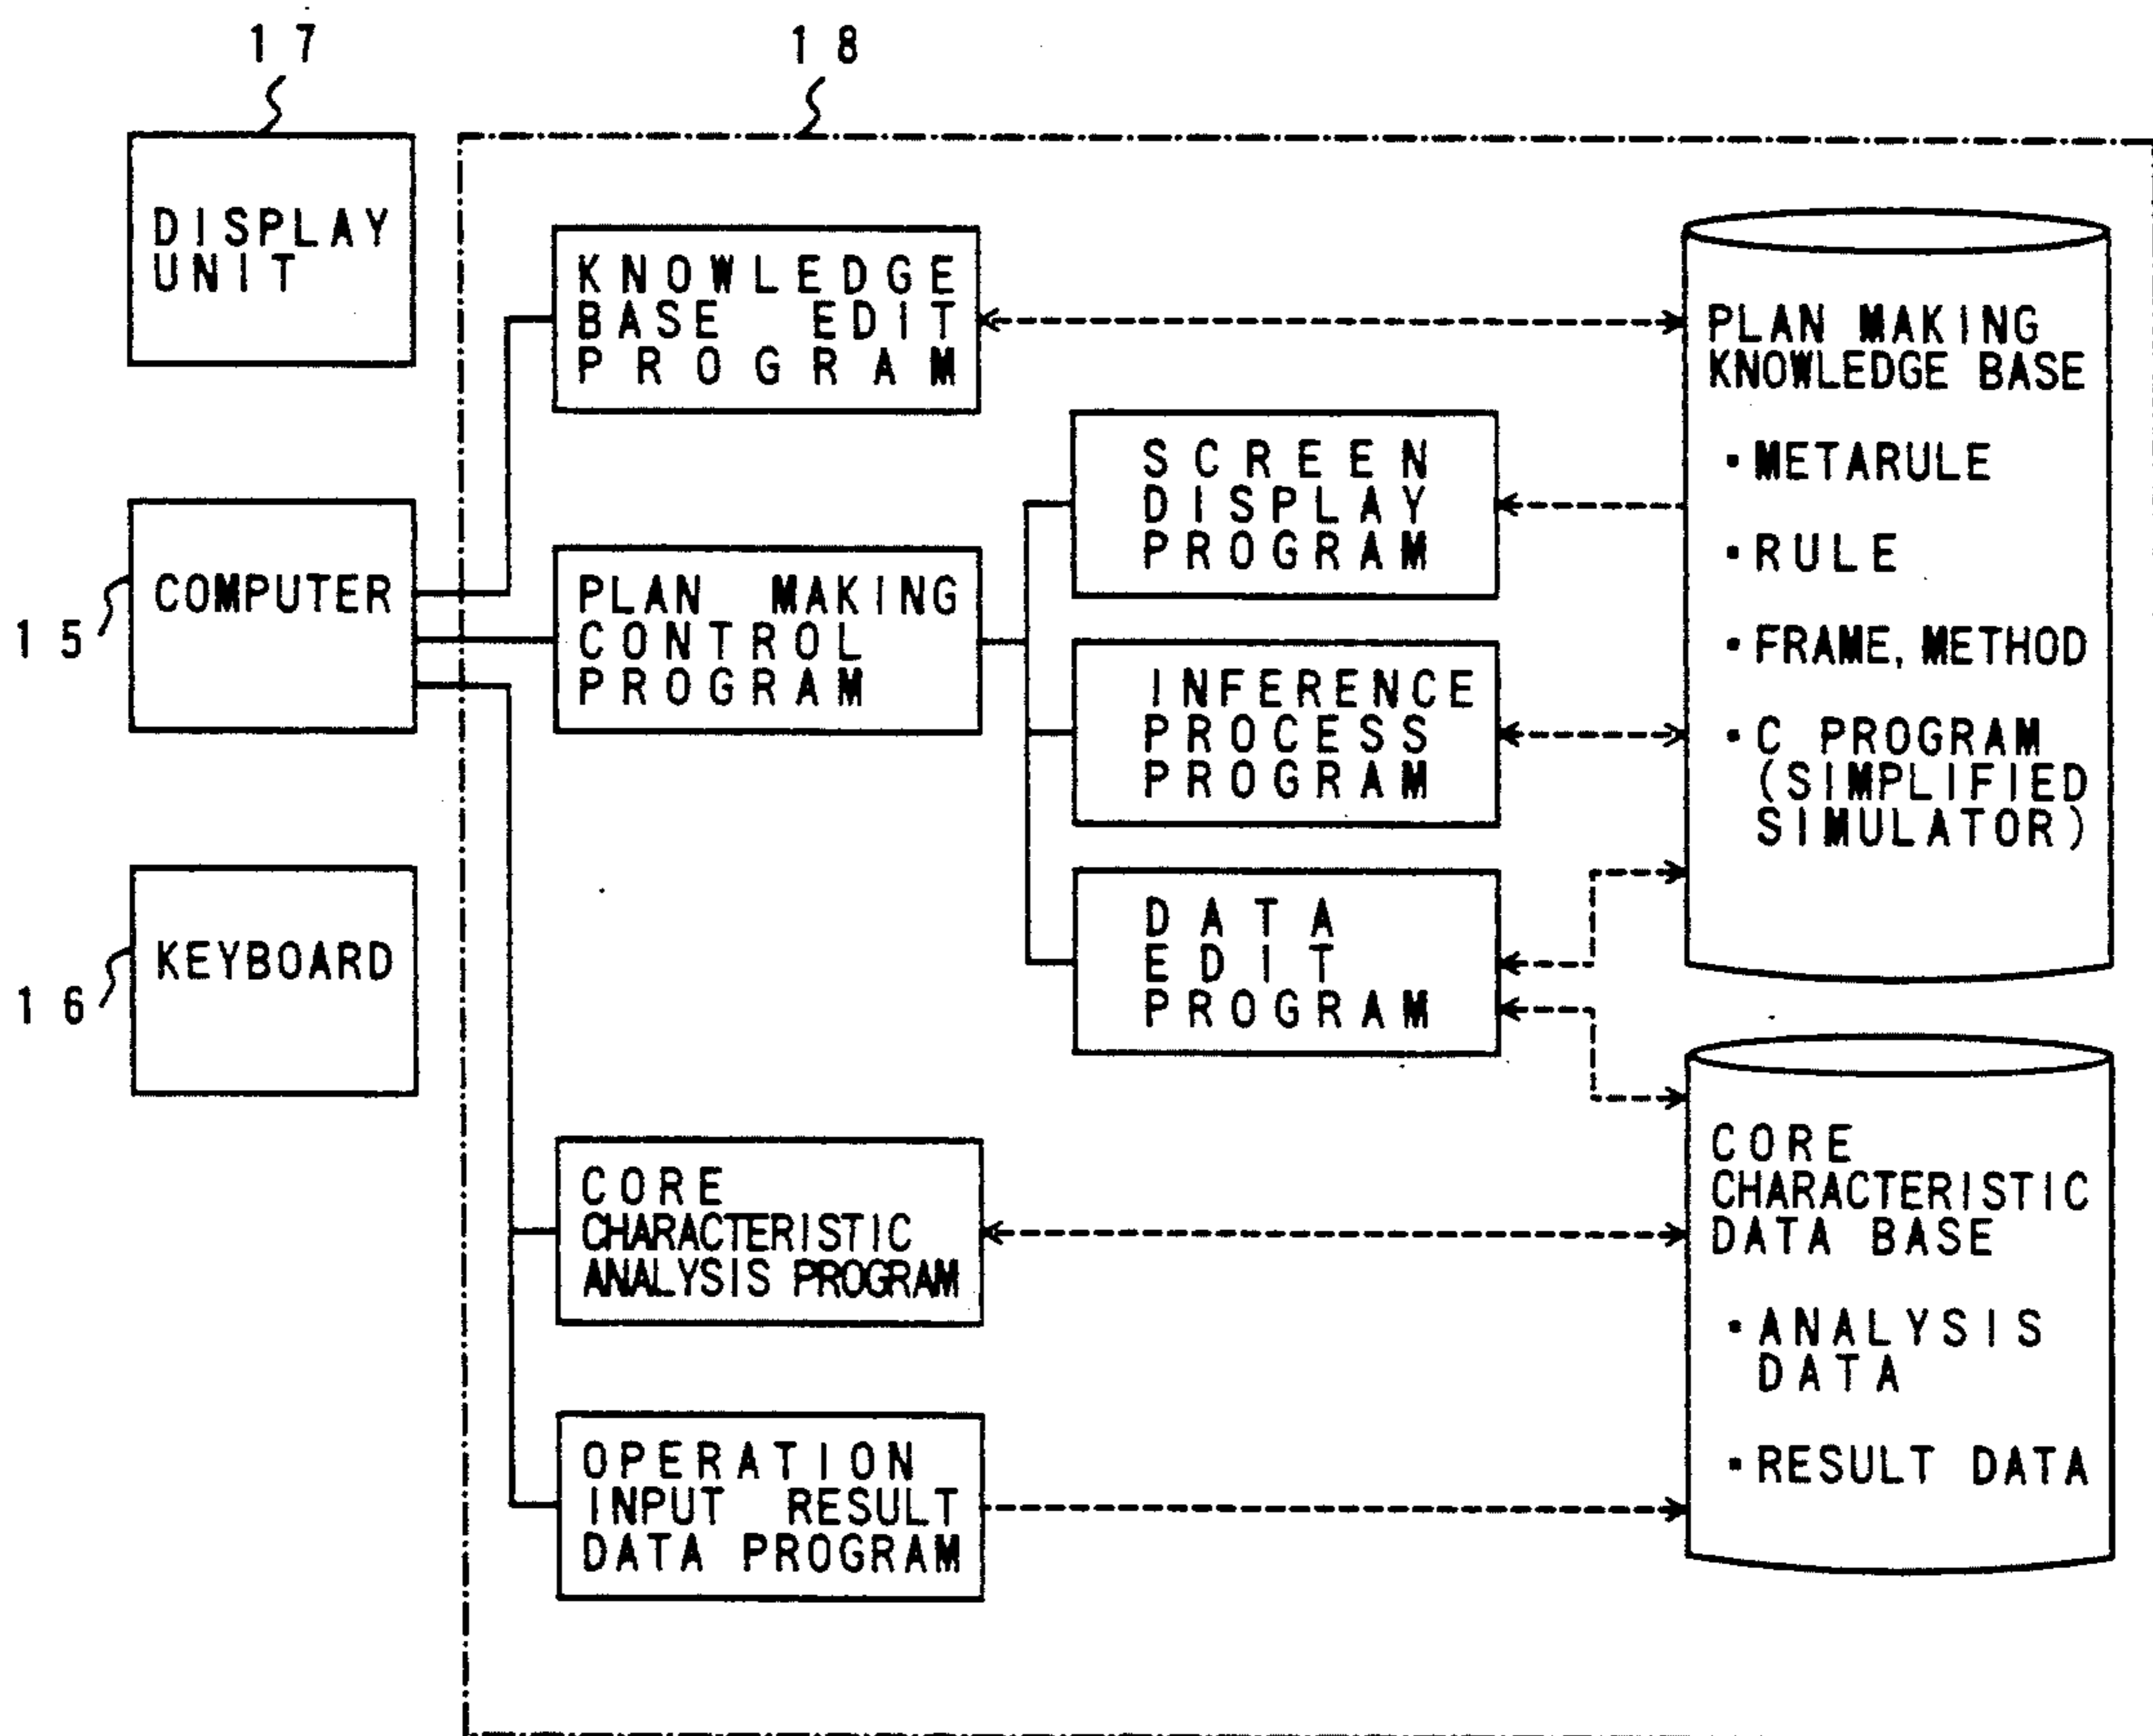 17
18
DISPLAY
UNIT
COMPUTER
15
KEYBOARD
16
KNOWLEDGE
BASE EDIT
PROGRAM
PLAN MAKING
CONTROL
PROGRAM
SCREEN
DISPLAY
PROGRAM
INFERENCE
PROCESS
PROGRAM
DATA
EDIT
PROGRAM
CORE
CHARACTERISTIC
ANALYSIS PROGRAM
OPERATION
INPUT RESULT
DATA PROGRAM
PLAN MAKING
KNOWLEDGE BASE
・METARULE
・RULE
・FRAME, METHOD
・C PROGRAM
(SIMPLIFIED
SIMULATOR)
CORE
CHARACTERISTIC
DATA BASE
・ANALYSIS
DATA
・RESULT DATA